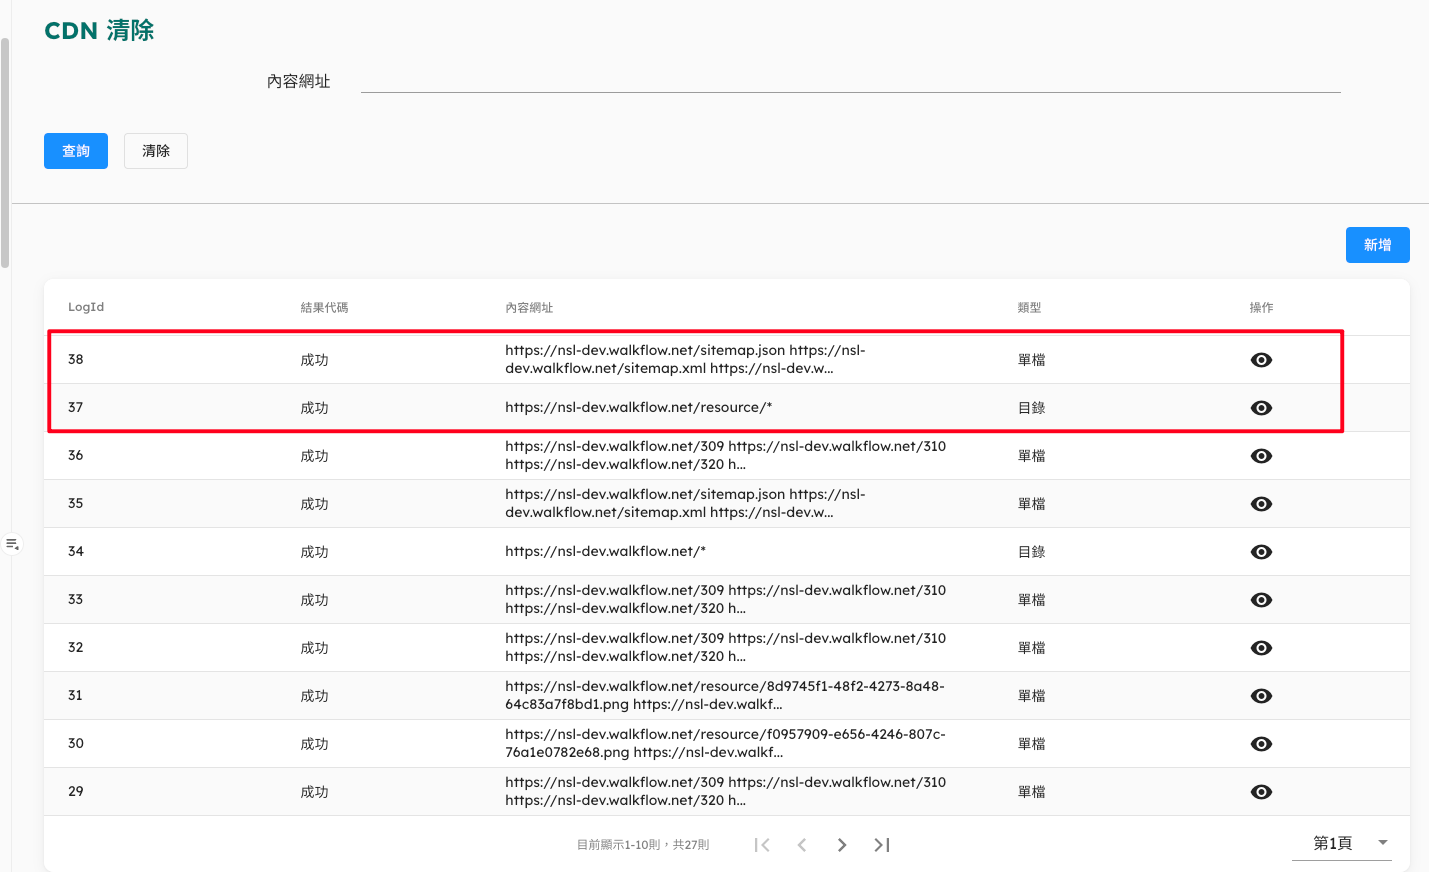 CDN 清除
內容網址
查詢 清除
新增
LogId 結果代碼 內容網址 類型 操作
38 成功 https://nsl-dev.walkflow.net/sitemap.json https://nsl-
dev.walkflow.net/sitemap.xml https://nsl-dev.w... 單檔
37 成功 https://nsl-dev.walkflow.net/resource/* 目錄
36 成功 https://nsl-dev.walkflow.net/309 https://nsl-dev.walkflow.net/310
https://nsl-dev.walkflow.net/320 h... 單檔
35 成功 https://nsl-dev.walkflow.net/sitemap.json https://nsl-
dev.walkflow.net/sitemap.xml https://nsl-dev.w... 單檔
34 成功 https://nsl-dev.walkflow.net/* 目錄
33 成功 https://nsl-dev.walkflow.net/309 https://nsl-dev.walkflow.net/310
https://nsl-dev.walkflow.net/320 h... 單檔
32 成功 https://nsl-dev.walkflow.net/309 https://nsl-dev.walkflow.net/310
https://nsl-dev.walkflow.net/320 h... 單檔
31 成功 https://nsl-dev.walkflow.net/resource/8d9745f1-48f2-4273-8a48-
64c83a7f8bd1.png https://nsl-dev.walkf... 單檔
30 成功 https://nsl-dev.walkflow.net/resource/f0957909-e656-4246-807c-
76a1e0782e68.png https://nsl-dev.walkf... 單檔
29 成功 https://nsl-dev.walkflow.net/309 https://nsl-dev.walkflow.net/310
https://nsl-dev.walkflow.net/320 h... 單檔
目前顯示1-10則，共27則 第1頁